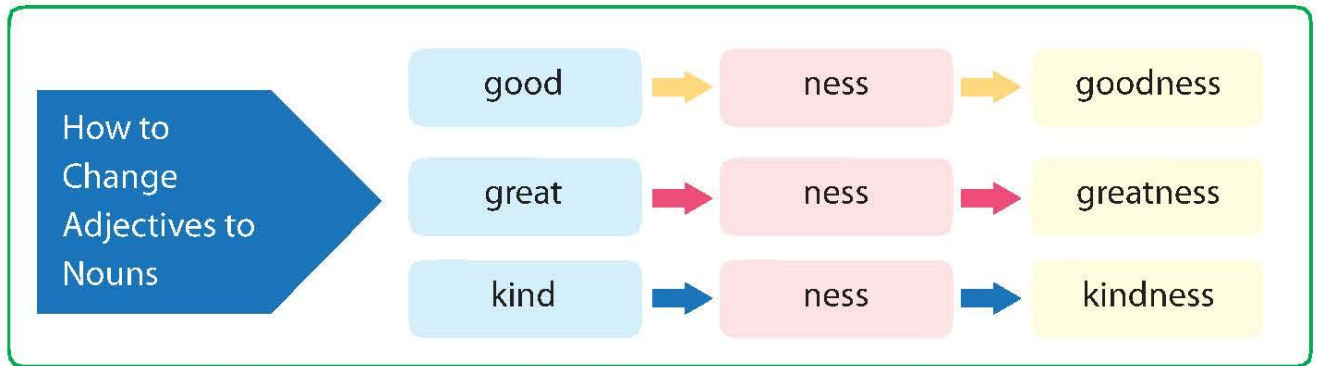 How to
Change
Adjectives to
Nouns
good ness goodness
great ness greatness
kind ness kindness